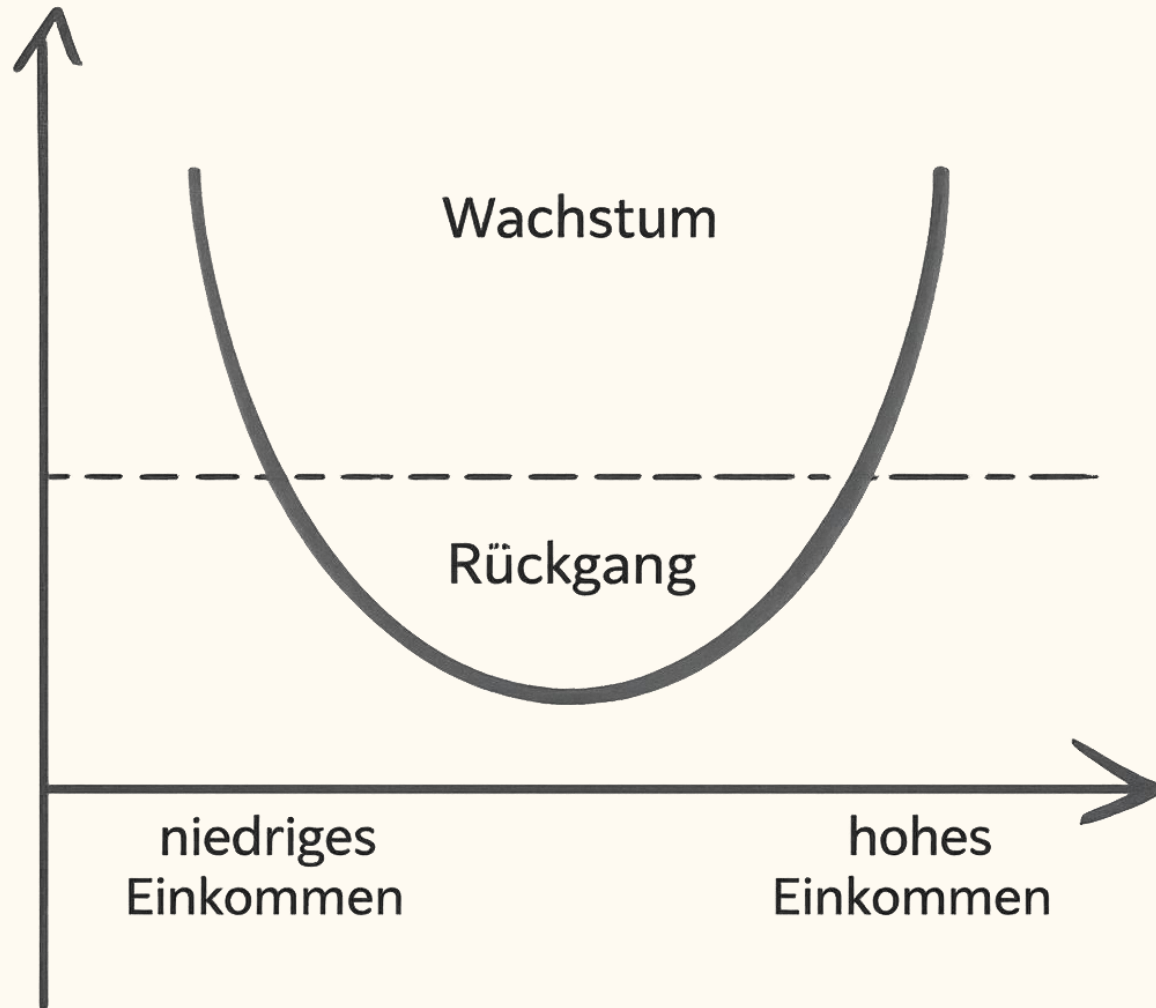 Wachstum
Rückgang
niedriges
Einkommen
hohes
Einkommen